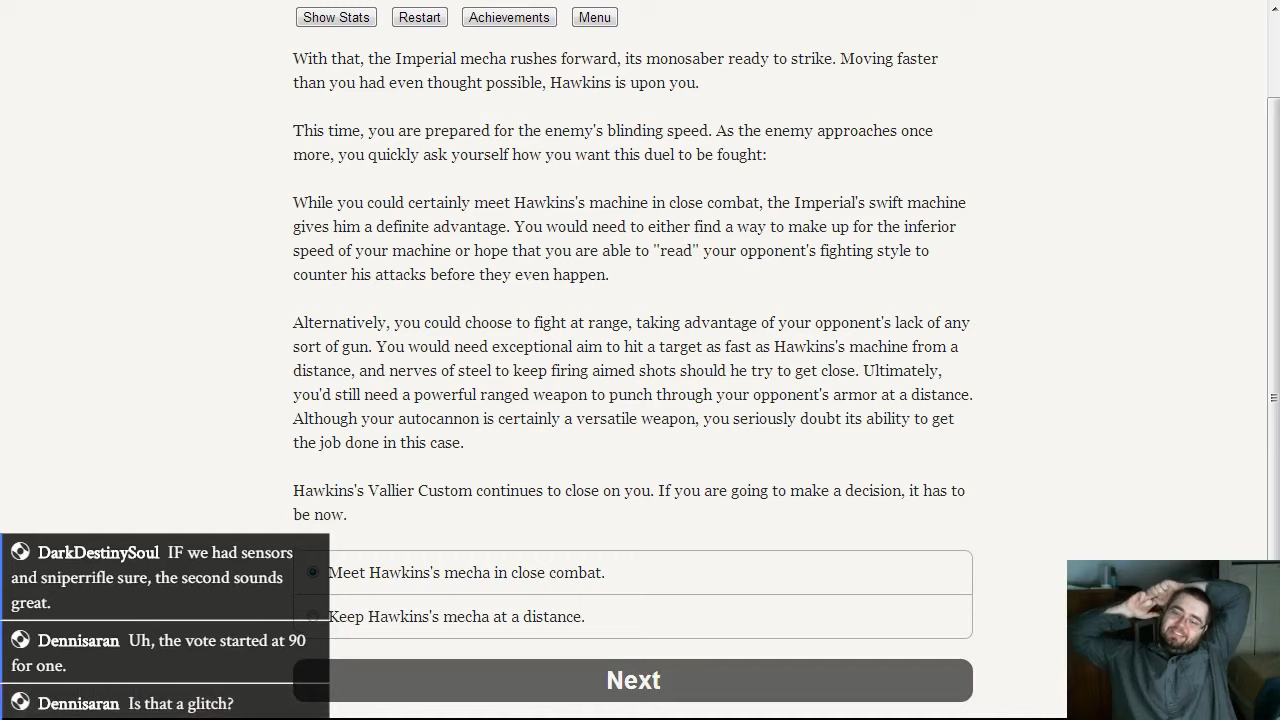 Show Stats Restart Achievements Menu
With that, the Imperial mecha rushes forward, its monosaber ready to strike. Moving faster
than you had even thought possible, Hawkins is upon you.
This time, you are prepared for the enemy's blinding speed. As the enemy approaches once
more, you quickly ask yourself how you want this duel to be fought:
While you could certainly meet Hawkins's machine in close combat, the Imperial's swift machine
gives him a definite advantage. You would need to either find a way to make up for the inferior
speed of your machine or hope that you are able to "read" your opponent's fighting style to
counter his attacks before they even happen.
Alternatively, you could choose to fight at range, taking advantage of your opponent's lack of any
sort of gun. You would need exceptional aim to hit a target as fast as Hawkins's machine from a
distance, and nerves of steel to keep firing aimed shots should he try to get close. Ultimately,
you'd still need a powerful ranged weapon to punch through your opponent's armor at a distance.
Although your autocannon is certainly a versatile weapon, you seriously doubt its ability to get
the job done in this case.
Hawkins's Vallier Custom continues to close on you. If you are going to make a decision, it has to
be now.
Meet Hawkins's mecha in close combat.
Keep Hawkins's mecha at a distance.
Next
DarkDestinySoul IF we had sensors
and sniperrifle sure, the second sounds
great.
Dennisaran Uh, the vote started at 90
for one.
Dennisaran Is that a glitch?